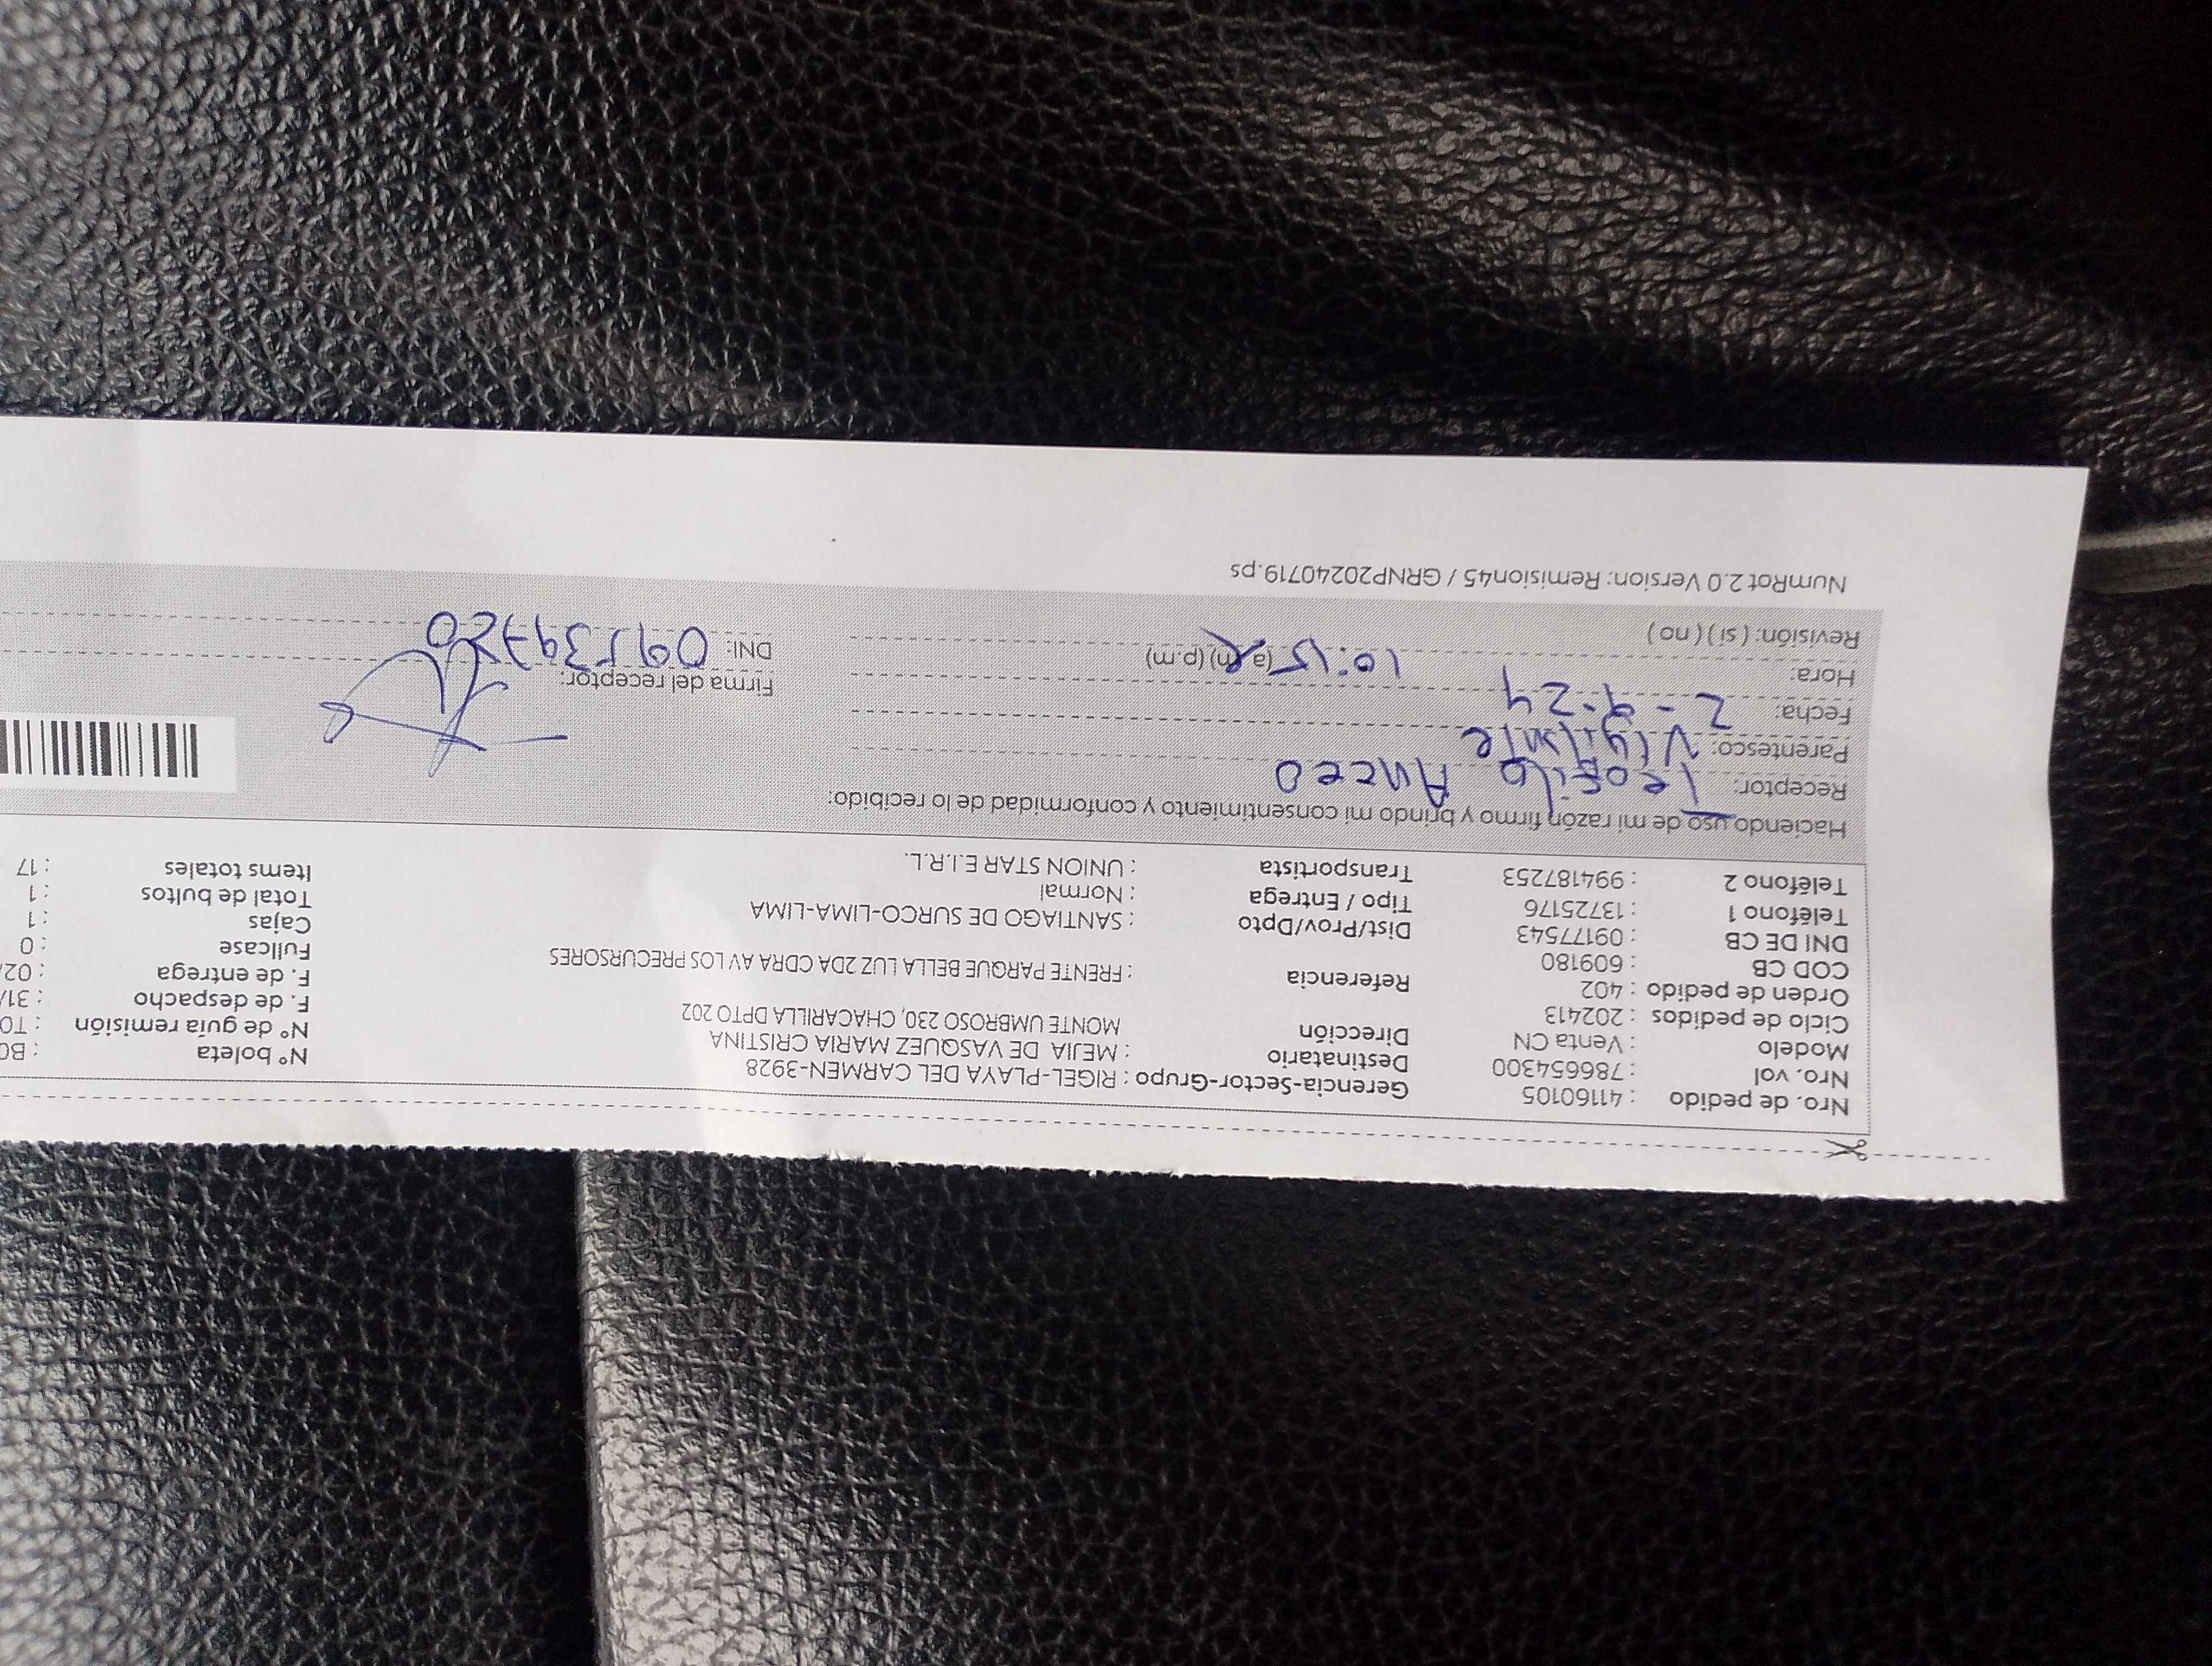 Nro. de pedido : 41160105 Gerencia-Sector-Grupo : RIGEL-PLAYA DEL CARMEN-3928 N° boleta : B0
Nro. vol : 786654300 Destinatario : MEJIA DE VASQUEZ MARIA CRISTINA N° de guía remisión : T0
Modelo : Venta CN Dirección MONTE UMBROSO 230, CHACARILLA DPTO 202 F. de despacho : 31/
Ciclo de pedidos : 202413 F. de entrega : 02/
Orden de pedido : 402 Referencia : FRENTE PARQUE BELLA LUZ 2DA CDRA AV LOS PRECURSORES Fullcase : 0
COD CB : 609180 Cajas : 1
DNI DE CB : 09177543 Dist/Prov/Dpto : SANTIAGO DE SURCO-LIMA-LIMA Total de bultos : 1
Teléfono 1 : 13725176 Tipo / Entrega : Normal Items totales : 17
Teléfono 2 : 994187253 Transportista : UNION STAR E.I.R.L.
Haciendo uso de mi razón firmo y brindo mi consentimiento y conformidad de lo recibido:
Receptor: Teofilo
Parentesco: Vigilante
Fecha: 2-9-24 Firma del receptor:
Hora: 10:15 (a.m) (p.m) DNI:
Revisión: ( si ) ( no )
NumRot 2.0 Version: Remision45 / GRNP20240719.ps